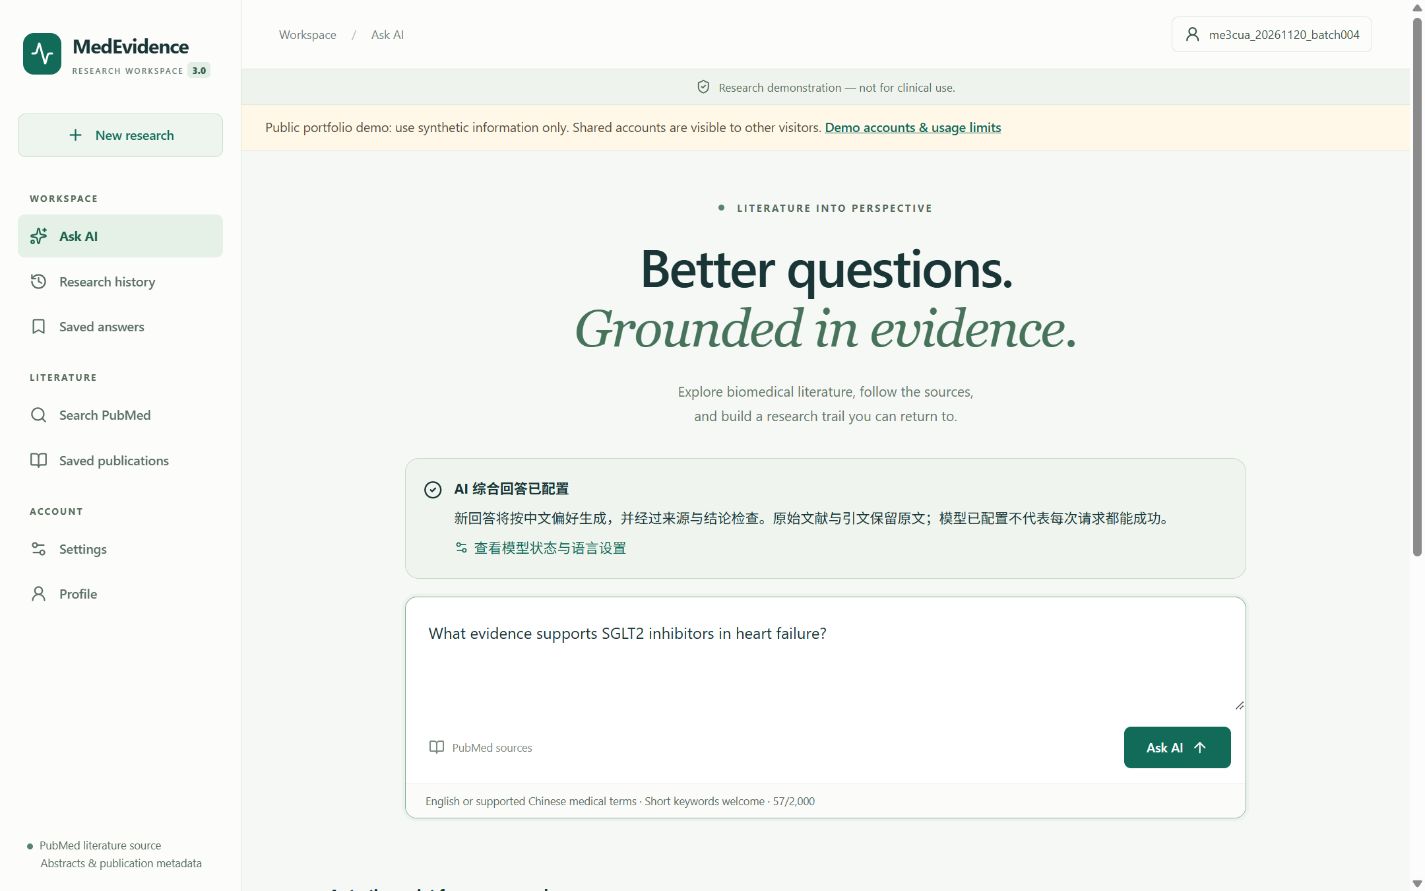 MedEvidence
RESEARCH WORKSPACE 3.0
New research
WORKSPACE
Ask AI
Research history
Saved answers
LITERATURE
Search PubMed
Saved publications
ACCOUNT
Settings
Profile
PubMed literature source
Abstracts & publication metadata
Workspace / Ask AI
me3cua_20261120_batch004
Research demonstration — not for clinical use.
Public portfolio demo: use synthetic information only. Shared accounts are visible to other visitors. Demo accounts & usage limits
LITERATURE INTO PERSPECTIVE
Better questions.
Grounded in evidence.
Explore biomedical literature, follow the sources,
and build a research trail you can return to.
AI 综合回答已配置
新回答将按中文偏好生成，并经过来源与结论检查。原始文献与引文保留原文；模型已配置不代表每次请求都能成功。
查看模型状态与语言设置
What evidence supports SGLT2 inhibitors in heart failure?
PubMed sources
Ask AI
English or supported Chinese medical terms · Short keywords welcome · 57/2,000